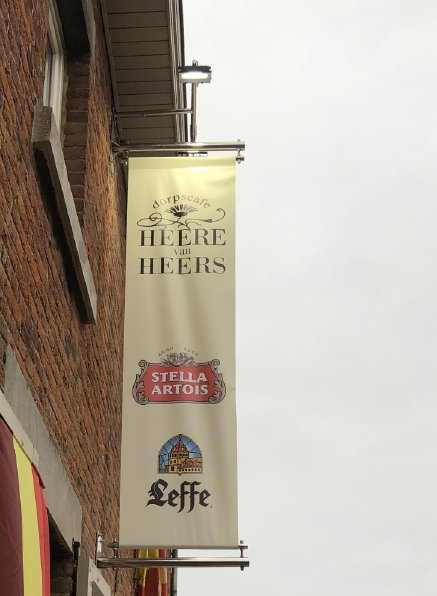 dorpscafe
HEERE
van
HEERS
STELLA
ARTOIS
Leffe